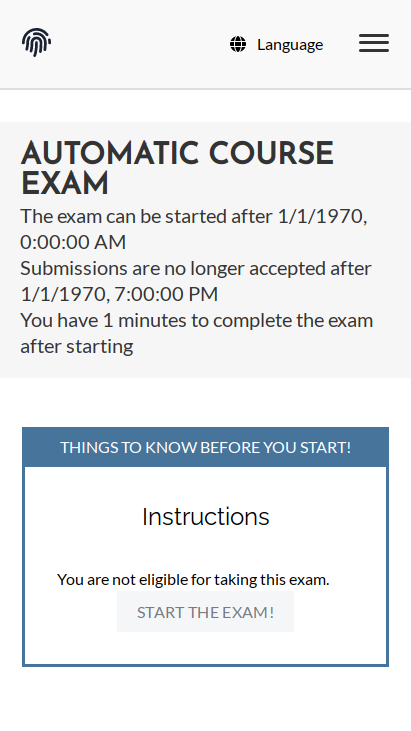 Language
AUTOMATIC COURSE
EXAM
The exam can be started after 1/1/1970,
0:00:00 AM
Submissions are no longer accepted after
1/1/1970, 7:00:00 PM
You have 1 minutes to complete the exam
after starting
THINGS TO KNOW BEFORE YOU START!
Instructions
You are not eligible for taking this exam.
START THE EXAM!